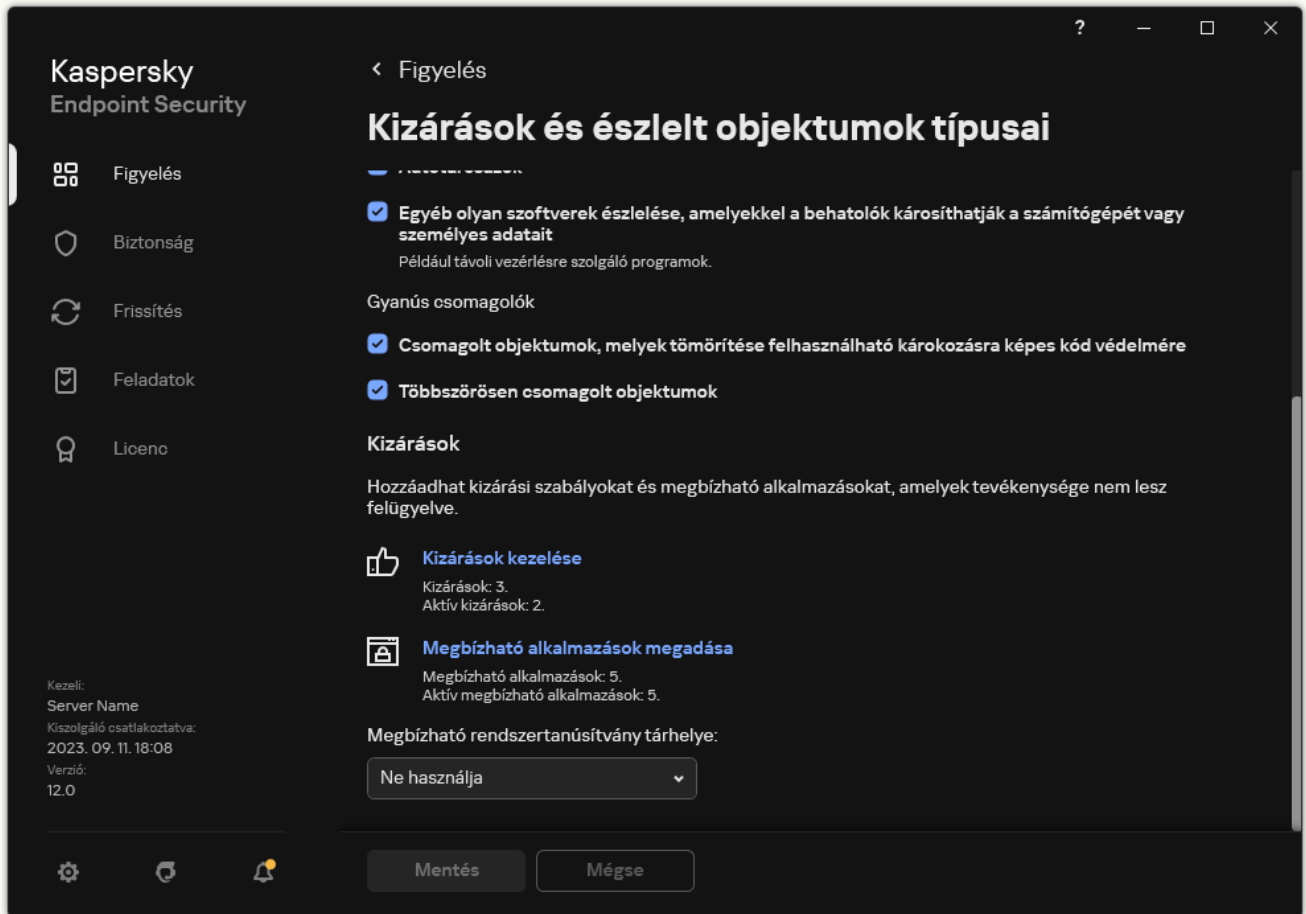 ?
Kaspersky
Endpoint Security
Figyelés
Biztonság
Frissítés
Feladatok
Licenc
Kezeli:
Server Name
Kiszolgáló csatlakoztatva:
2023. 09. 11. 18:08
Verzió:
12.0
Figyelés
Kizárások és észlelt objektumok típusai
Egyéb olyan szoftverek észlelése, amelyekkel a behatolók károsíthatják a számítógépét vagy
személyes adatait
Például távoli vezérlésre szolgáló programok.
Gyanús csomagolók
Csomagolt objektumok, melyek tömörítése felhasználható károkozásra képes kód védelmére
Többszörösen csomagolt objektumok
Kizárások
Hozzáadhat kizárási szabályokat és megbízható alkalmazásokat, amelyek tevékenysége nem lesz
felügyelve.
Kizárások kezelése
Kizárások: 3.
Aktív kizárások: 2.
Megbízható alkalmazások megadása
Megbízható alkalmazások: 5.
Aktív megbízható alkalmazások: 5.
Megbízható rendszertanúsítvány tárhelye:
Ne használja
Mentés
Mégse